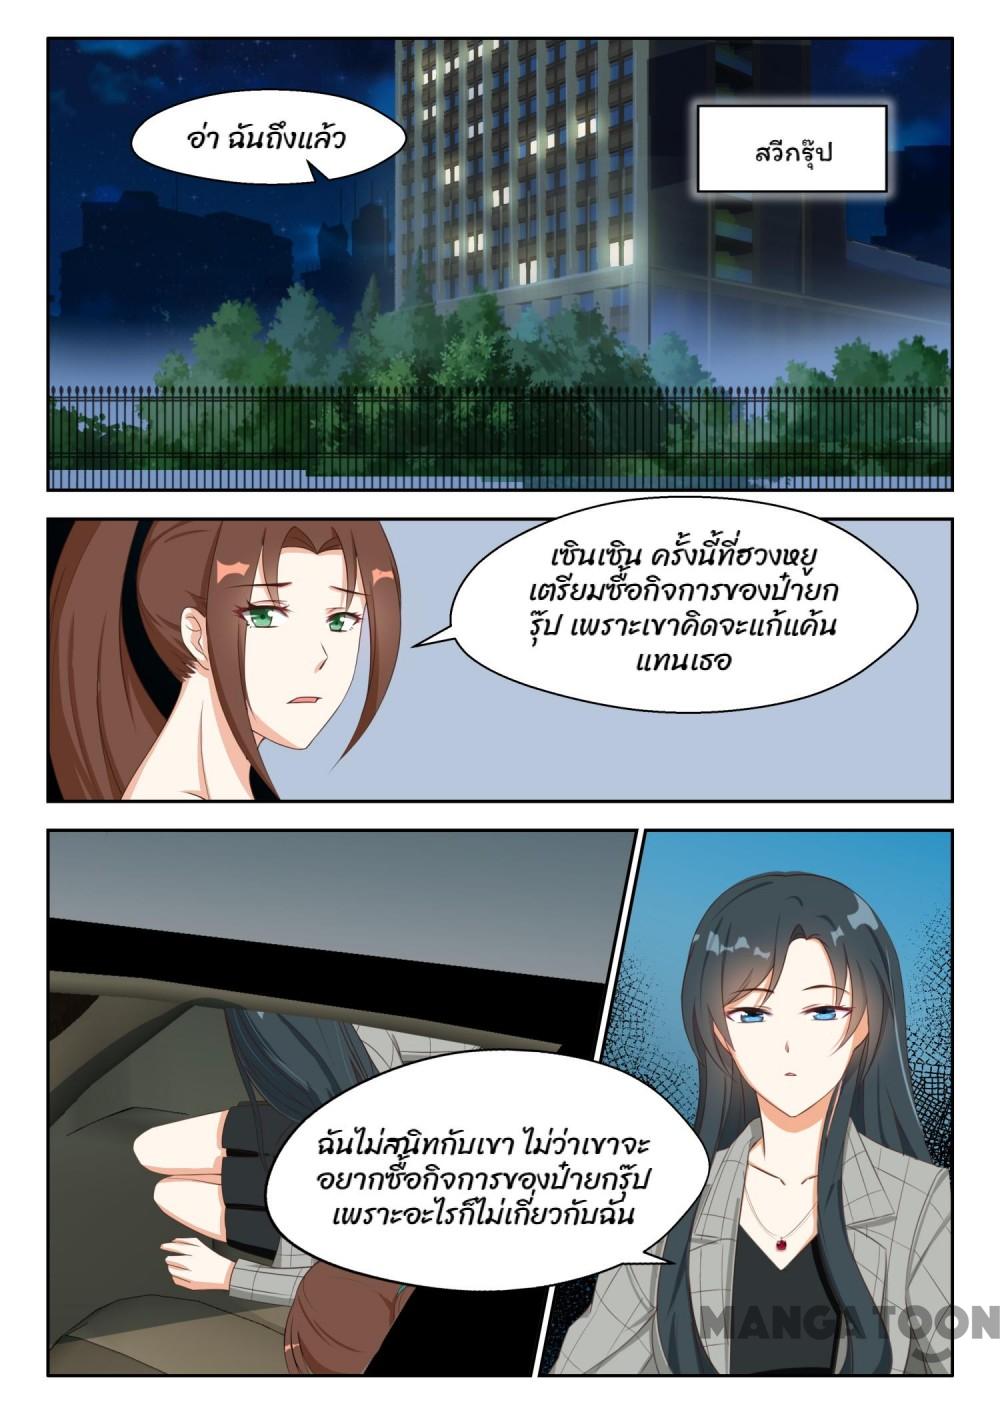 อ่า ฉันถึงแล้ว
สวีกรุ๊ป
เซินเซิน ครั้งนี้ที่ฮวงหยู
เตรียมซื้อกิจการของป๋ายก
รุ๊ป เพราะเขาคิดจะแก้แค้น
แทนเธอ
ฉันไม่สนิทกับเขา ไม่ว่าเขาจะ
อยากซื้อกิจการของป๋ายกรุ๊ป
เพราะอะไรก็ไม่เกี่ยวกับฉัน
MANGATOON